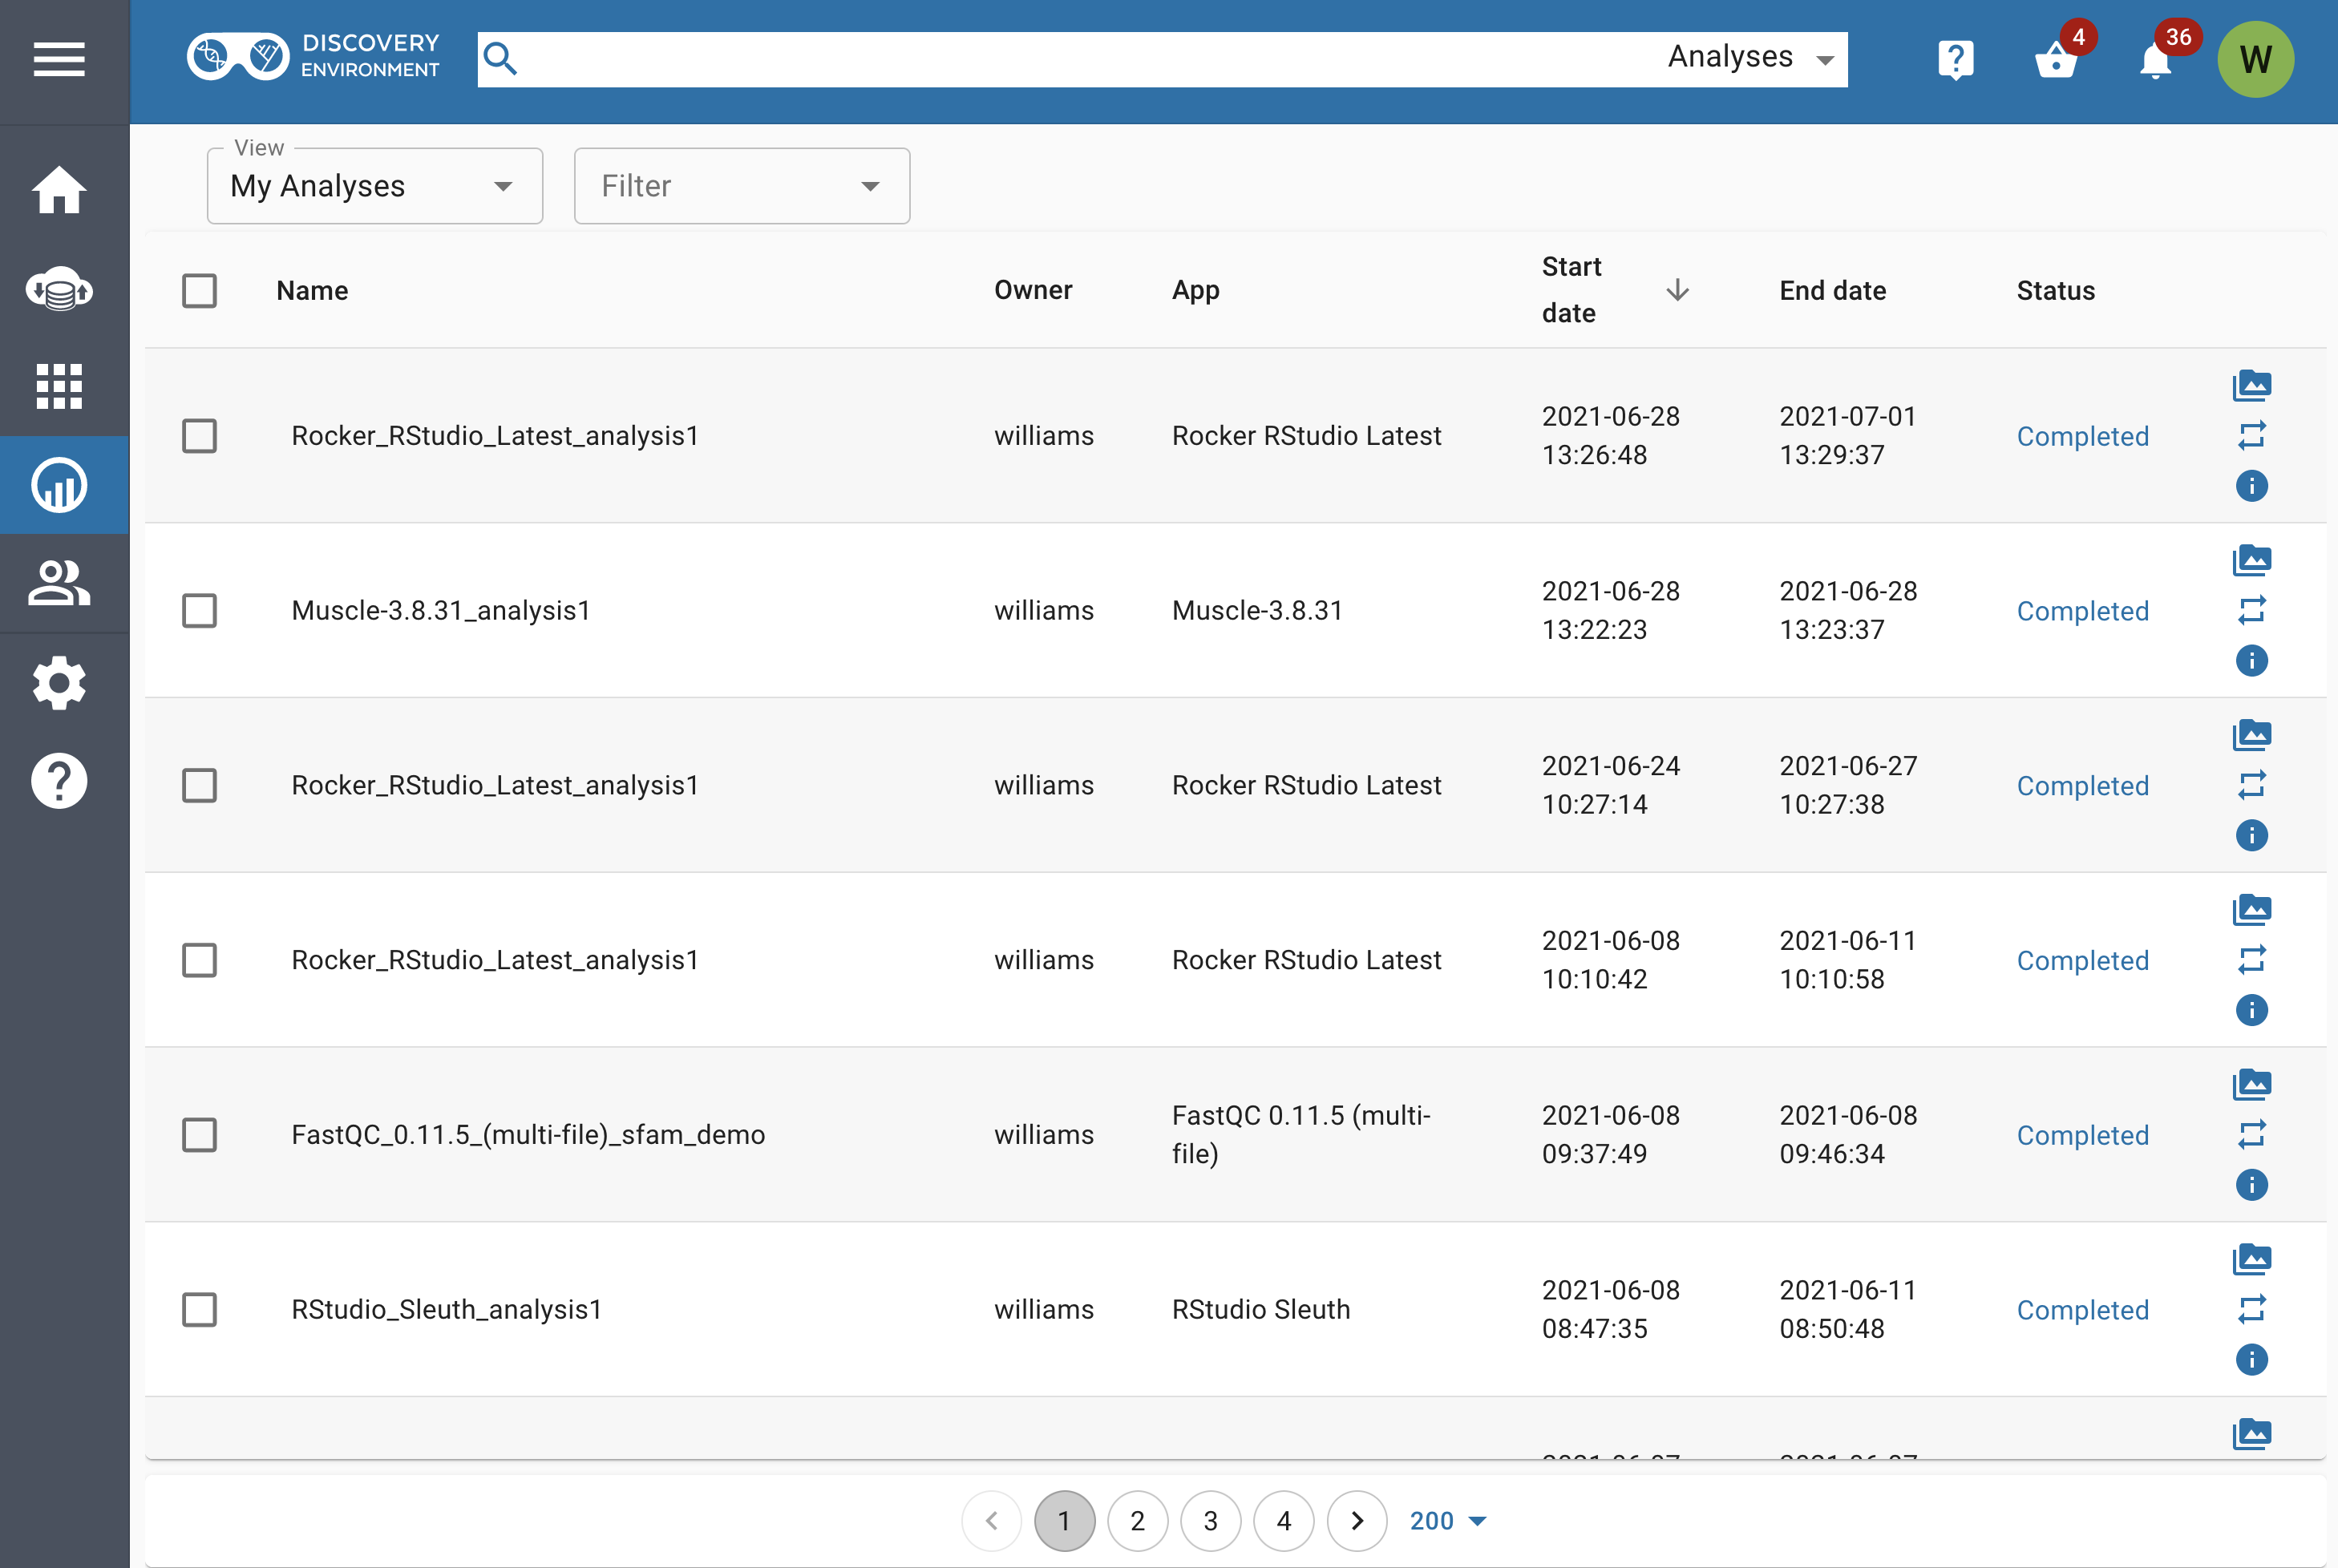 DISCOVERY
ENVIRONMENT
Analyses
4
36
W
View
My Analyses
Filter
Name Owner App Start date End date Status
Rocker_RStudio_Latest_analysis1 williams Rocker RStudio Latest 2021-06-28 13:26:48 2021-07-01 13:29:37 Completed
Muscle-3.8.31_analysis1 williams Muscle-3.8.31 2021-06-28 13:22:23 2021-06-28 13:23:37 Completed
Rocker_RStudio_Latest_analysis1 williams Rocker RStudio Latest 2021-06-24 10:27:14 2021-06-27 10:27:38 Completed
Rocker_RStudio_Latest_analysis1 williams Rocker RStudio Latest 2021-06-08 10:10:42 2021-06-11 10:10:58 Completed
FastQC_0.11.5_(multi-file)_sfam_demo williams FastQC 0.11.5 (multi-file) 2021-06-08 09:37:49 2021-06-08 09:46:34 Completed
RStudio_Sleuth_analysis1 williams RStudio Sleuth 2021-06-08 08:47:35 2021-06-11 08:50:48 Completed
1 2 3 4 200